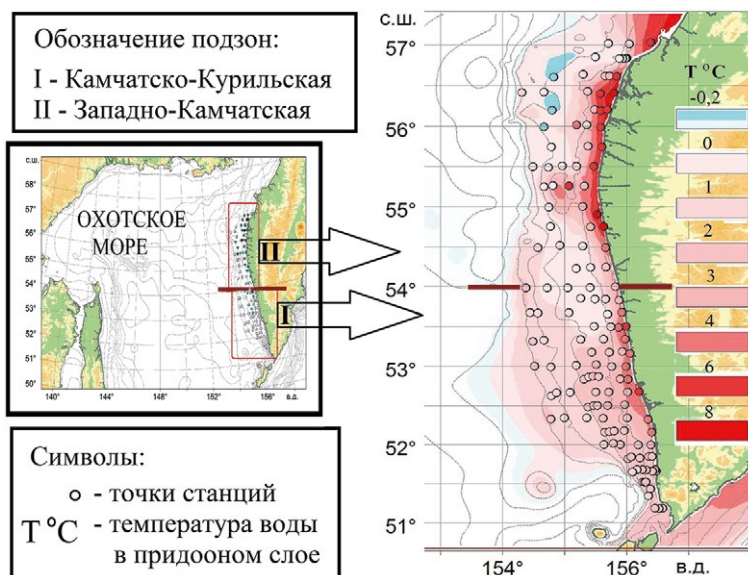 Обозначение подзон:
I - Камчатско-Курильская
II - Западно-Камчатская
с.ш.
58°
57°
56°
55°
54°
53°
52°
51°
50°
ОХОТСКОЕ
МОРЕ
II
I
140°
144°
148°
152°
156°
в.д.
Символы:
- точки станций
T °C - температура воды
в придооном слое
с.ш.
57°
56°
55°
54°
53°
52°
51°
154°
156°
в.д.
T °C
-0,2
0
1
2
3
4
6
8